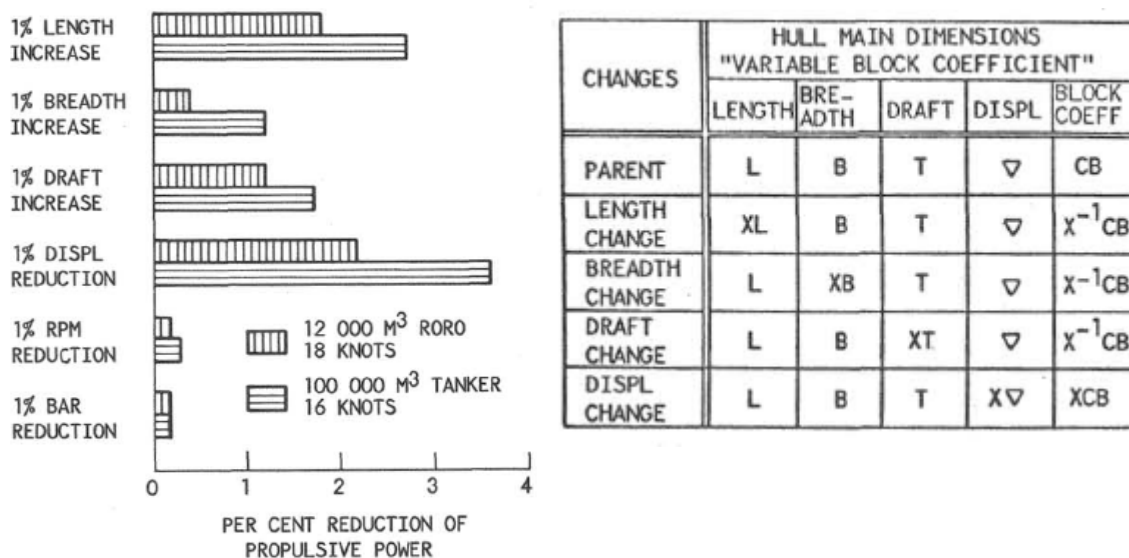 1% LENGTH
INCREASE
1% BREADTH
INCREASE
1% DRAFT
INCREASE
1% DISPL
REDUCTION
1% RPM
REDUCTION
1% BAR
REDUCTION
12 000 M³ RORO
18 KNOTS
100 000 M³ TANKER
16 KNOTS
0 1 2 3 4
PER CENT REDUCTION OF
PROPULSIVE POWER
CHANGES
HULL MAIN DIMENSIONS
"VARIABLE BLOCK COEFFICIENT"
LENGTH BRE-ADTH DRAFT DISPL BLOCK COEFF
PARENT L B T ▽ CB
LENGTH CHANGE XL B T ▽ X⁻¹CB
BREADTH CHANGE L XB T ▽ X⁻¹CB
DRAFT CHANGE L B XT ▽ X⁻¹CB
DISPL CHANGE L B T X▽ XCB